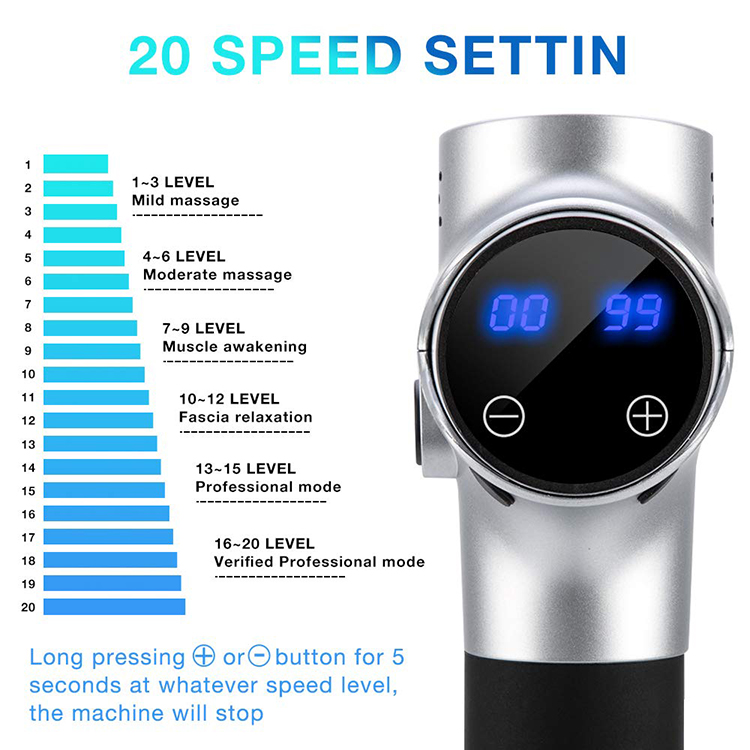 20 SPEED SETTIN
1
2
3
4
5
6
7
8
9
10
11
12
13
14
15
16
17
18
19
20
1~3 LEVEL
Mild massage
4~6 LEVEL
Moderate massage
7~9 LEVEL
Muscle awakening
10~12 LEVEL
Fascia relaxation
13~15 LEVEL
Professional mode
16~20 LEVEL
Verified Professional mode
00 99
Long pressing ⊕ or ⊖ button for 5
seconds at whatever speed level,
the machine will stop